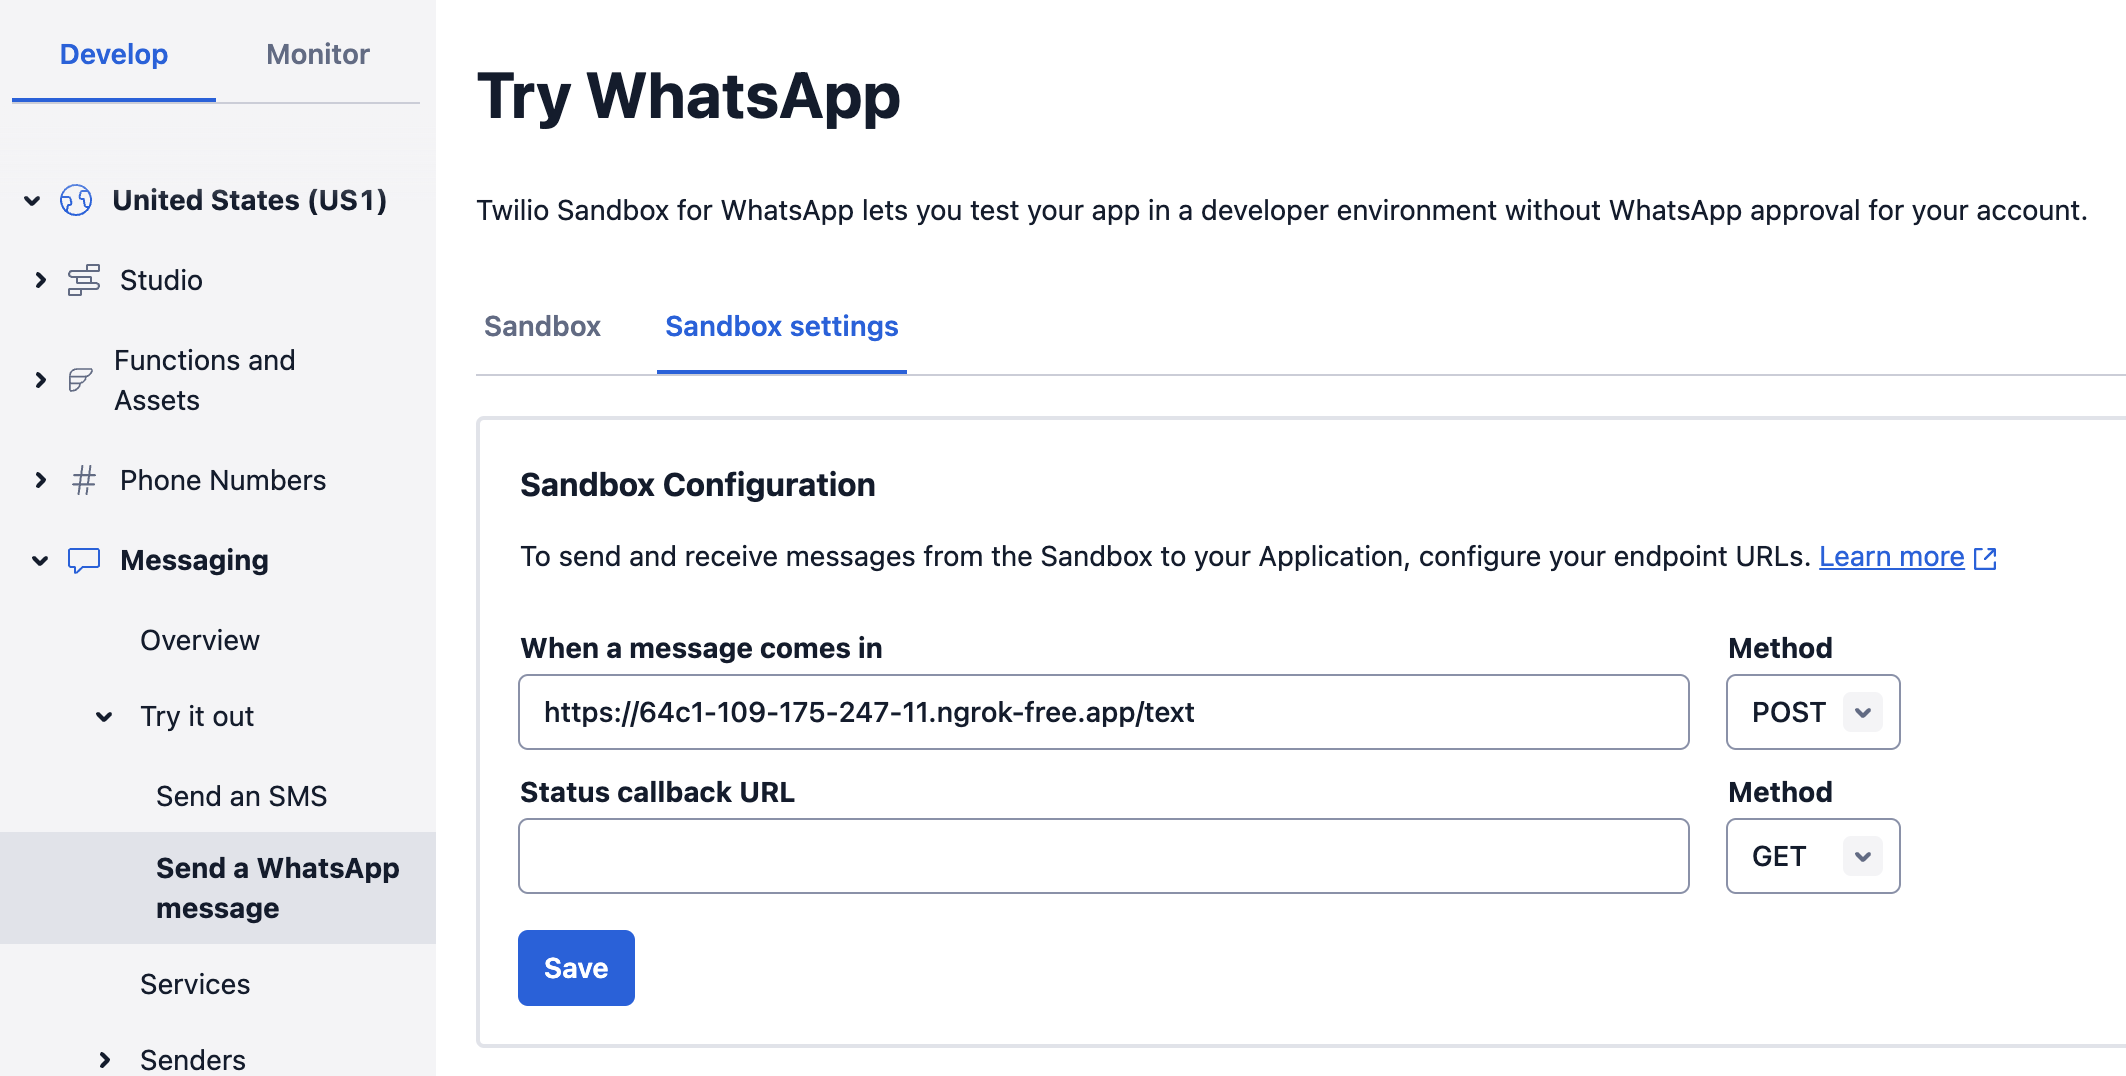 Develop
Monitor
United States (US1)
Studio
Functions and
Assets
Phone Numbers
Messaging
Overview
Try it out
Send an SMS
Send a WhatsApp
message
Services
Senders
Try WhatsApp
Twilio Sandbox for WhatsApp lets you test your app in a developer environment without WhatsApp approval for your account.
Sandbox
Sandbox settings
Sandbox Configuration
To send and receive messages from the Sandbox to your Application, configure your endpoint URLs. Learn more
When a message comes in
Method
https://64c1-109-175-247-11.ngrok-free.app/text
POST
Status callback URL
Method
GET
Save